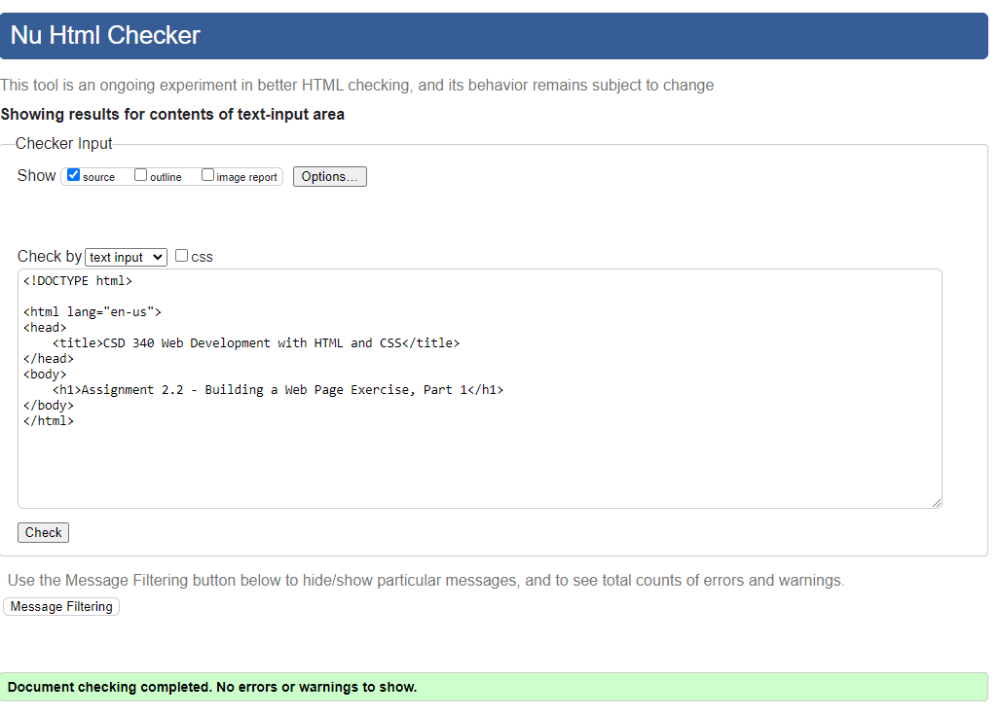 Nu Html Checker
This tool is an ongoing experiment in better HTML checking, and its behavior remains subject to change
Showing results for contents of text-input area
Checker Input
Show source outline image report Options...
Check by text input css
<!DOCTYPE html>
<html lang="en-us">
<head>
    <title>CSD 340 Web Development with HTML and CSS</title>
</head>
<body>
    <h1>Assignment 2.2 - Building a Web Page Exercise, Part 1</h1>
</body>
</html>
Check
Use the Message Filtering button below to hide/show particular messages, and to see total counts of errors and warnings.
Message Filtering
Document checking completed. No errors or warnings to show.